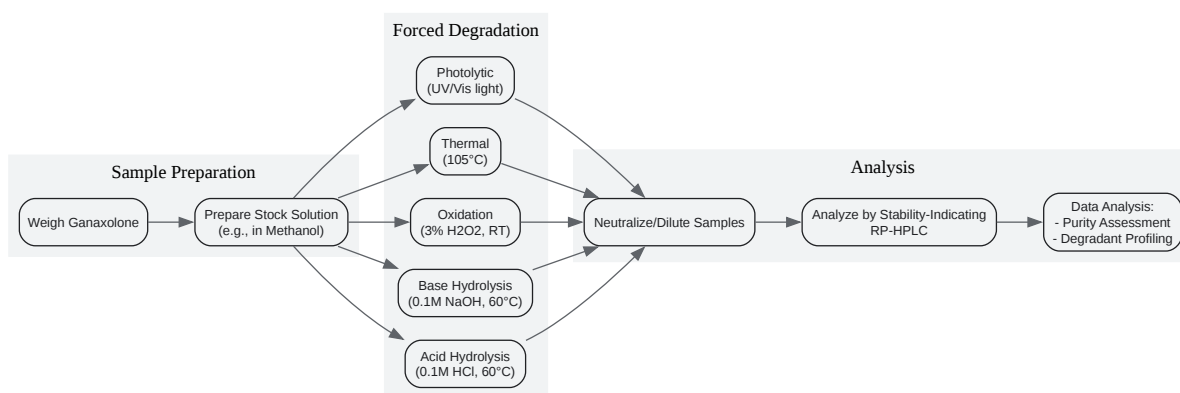 Sample Preparation
Weigh Ganaxolone
Prepare Stock Solution
(e.g., in Methanol)
Forced Degradation
Photolytic
(UV/Vis light)
Thermal
(105°C)
Oxidation
(3% H2O2, RT)
Base Hydrolysis
(0.1M NaOH, 60°C)
Acid Hydrolysis
(0.1M HCl, 60°C)
Analysis
Neutralize/Dilute Samples
Analyze by Stability-Indicating
RP-HPLC
Data Analysis:
- Purity Assessment
- Degradant Profiling